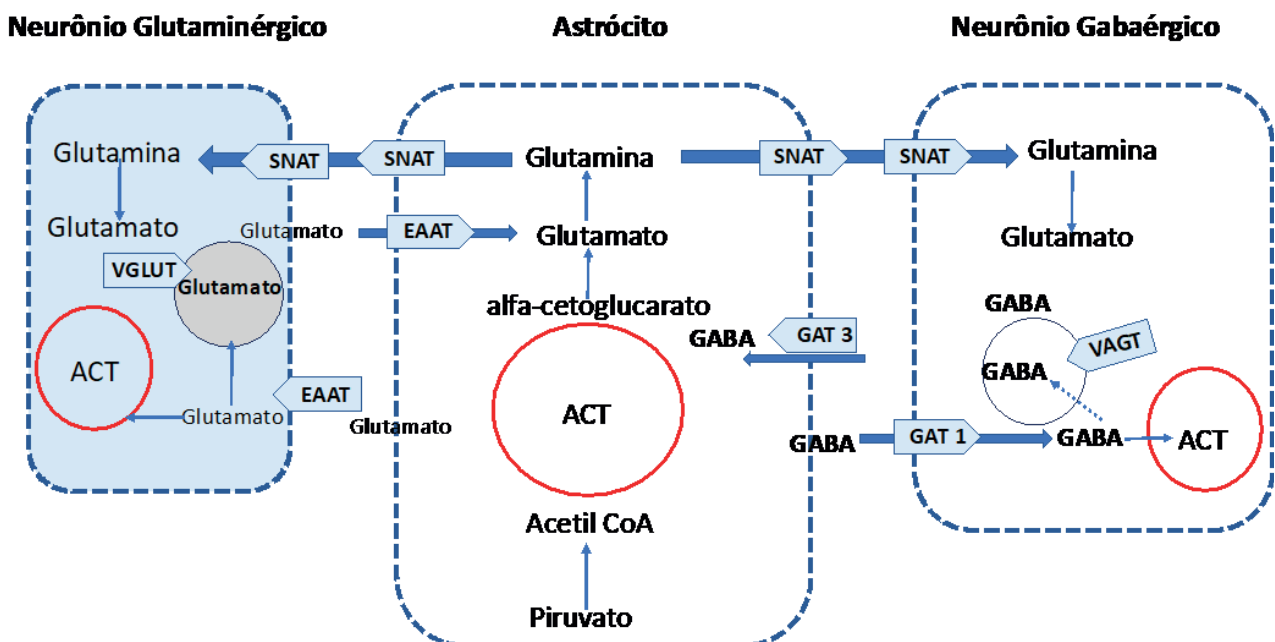 Neurônio Glutaminérgico
Astrócito
Neurônio Gabaérgico
Glutamina
SNAT
SNAT
Glutamina
SNAT
SNAT
Glutamina
Glutamato
Glutamato
EAAT
Glutamato
Glutamato
VGLUT
Glutamato
alfa-cetoglucarato
GABA
GAT 3
GABA
VAGT
GABA
ACT
Glutamato
EAAT
Glutamato
ACT
GABA
GAT 1
GABA
ACT
Acetil CoA
Piruvato